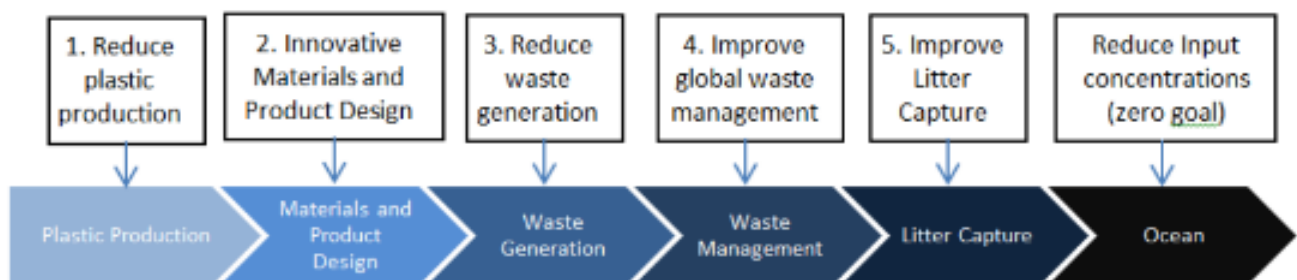 1. Reduce
plastic
production
2. Innovative
Materials and
Product Design
3. Reduce
waste
generation
4. Improve
global waste
management
5. Improve
Litter
Capture
Reduce Input
concentrations
(zero goal)
Plastic Production
Materials and
Product
Design
Waste
Generation
Waste
Management
Litter Capture
Ocean